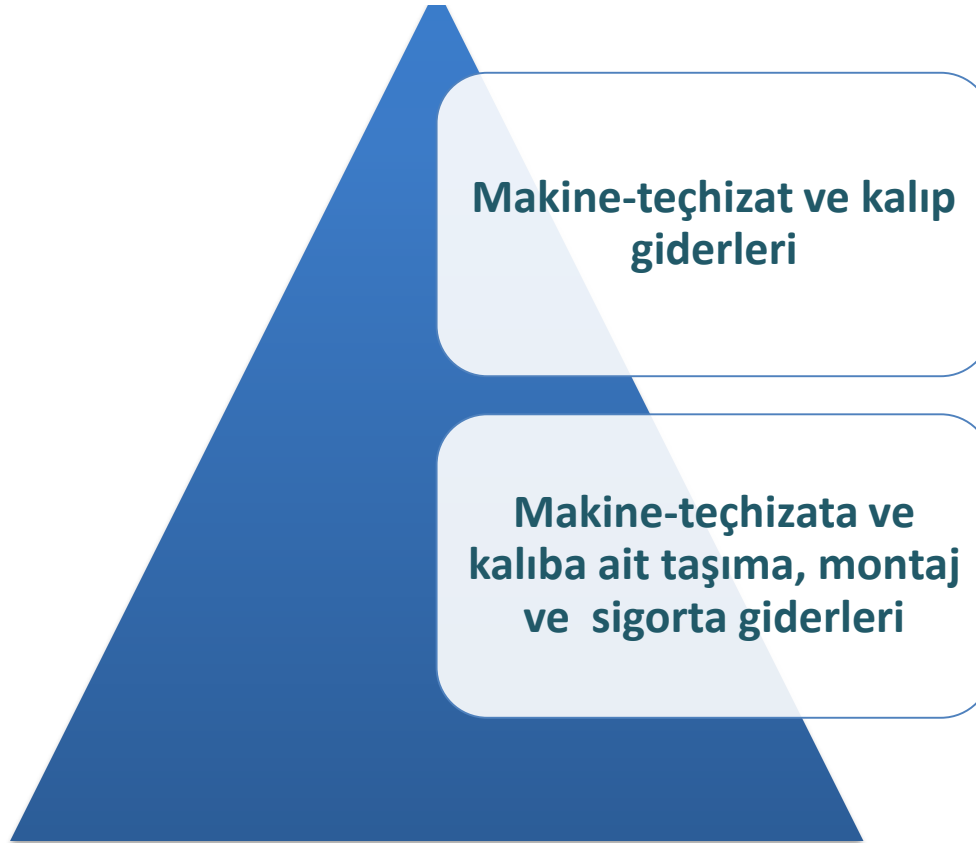 Makine-teçhizat ve kalıp
giderleri
Makine-teçhizata ve
kalıba ait taşıma, montaj
ve  sigorta giderleri